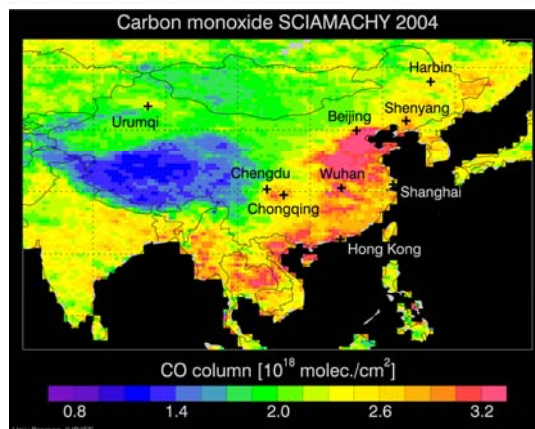 Carbon monoxide SCIAMACHY 2004
Harbin
Urumqi
Beijing
Shenyang
Chengdu
Wuhan
Shanghai
Chongqing
Hong Kong
CO column [10¹⁸ molec./cm²]
0.8 1.4 2.0 2.6 3.2